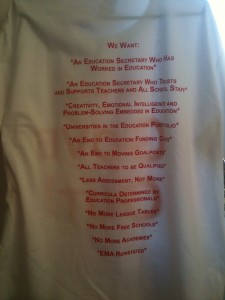 We Want:
"An Education Secretary Who Has
Worked in Education"
"An Education Secretary Who Trusts
and Supports Teachers and All School Staff"
"Creativity, Emotional Intelligence and
Problem-Solving Embedded in Education"
"Universities in the Education Portfolio"
"An End to Education Funding Cuts"
"An End to Moving Goalposts"
"All Teachers to be Qualified"
"Less Assessment, Not More"
"Curricula Determined by
Education Professionals"
"No More League Tables"
"No More Free Schools"
"No More Academies"
"EMA Reinstated"